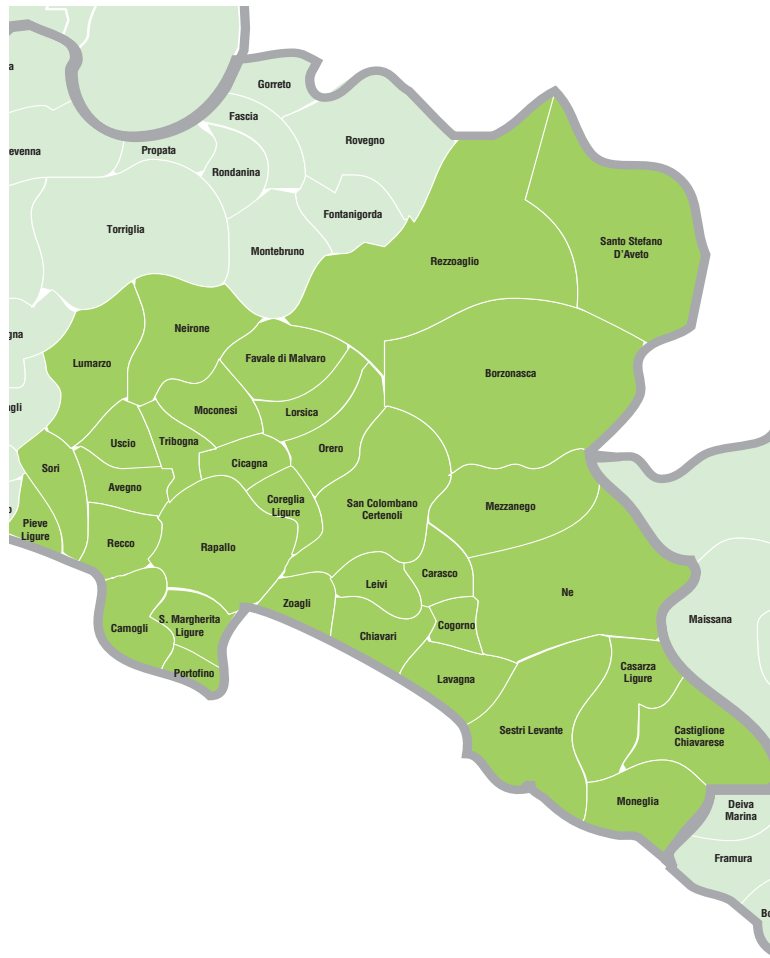 a
Gorreto
Fascia
Rovegno
evenna
Propata
Rondanina
Fontanigorda
Torriglia
Montebruno
Santo Stefano
D'Aveto
Rezzoaglio
gna
Neirone
Lumarzo
Favale di Malvaro
Borzonasca
gli
Moconesi
Lorsica
Uscio
Tribogna
Orero
Sori
Cicagna
Avegno
Coreglia
Ligure
San Colombano
Certenoli
Mezzanego
o
Pieve
Ligure
Recco
Rapallo
Carasco
Leivi
Ne
Zoagli
Maissana
S. Margherita
Ligure
Camogli
Cogorno
Chiavari
Portofino
Casarza
Ligure
Lavagna
Sestri Levante
Castiglione
Chiavarese
Moneglia
Deiva
Marina
Framura
Bo